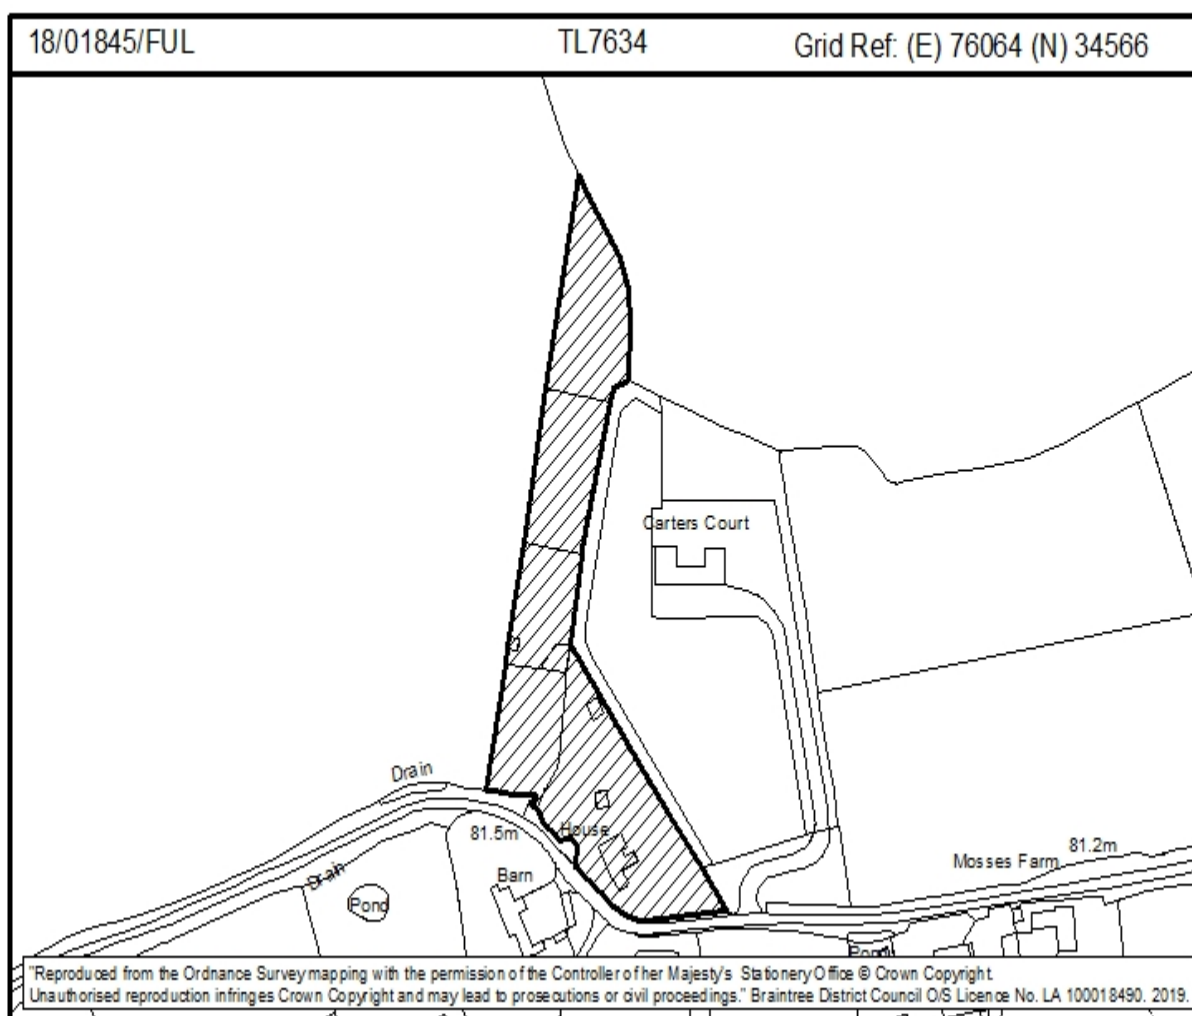 18/01845/FUL TL7634 Grid Ref: (E) 76064 (N) 34566
Carters Court
Drain
81.5m
House
81.2m
Mosses Farm
Drain
Barn
Pond
Pond
"Reproduced from the Ordnance Survey mapping with the permission of the Controller of her Majesty's Stationery Office © Crown Copyright.
Unauthorised reproduction infringes Crown Copyright and may lead to prosecutions or civil proceedings." Braintree District Council O/S Licence No. LA 100018490. 2019.